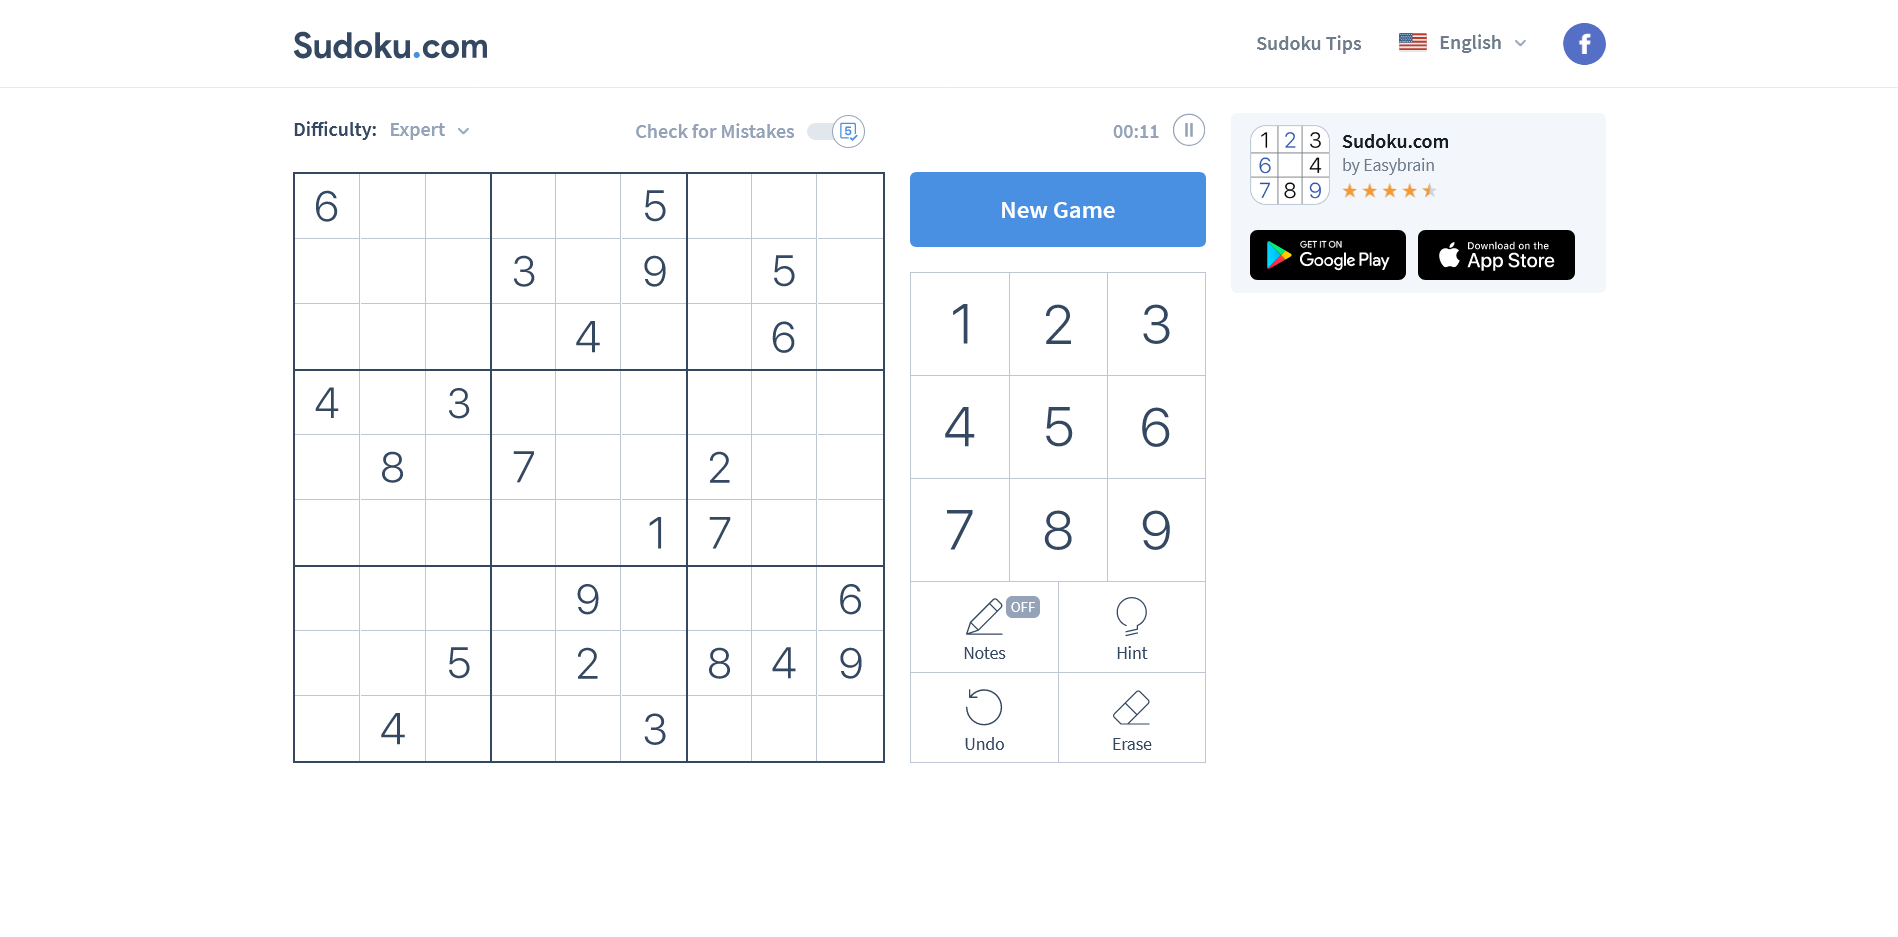 Sudoku.com
Sudoku Tips
English
Difficulty: Expert
Check for Mistakes
5
00:11
6 5
3 9 5
4 6
4 3
8 7 2
1 7
9 6
5 2 8 4 9
4 3
New Game
1 2 3
4 5 6
7 8 9
OFF
Notes
Hint
Undo
Erase
1 2 3
6 4
7 8 9
Sudoku.com
by Easybrain
GET IT ON
Google Play
Download on the
App Store